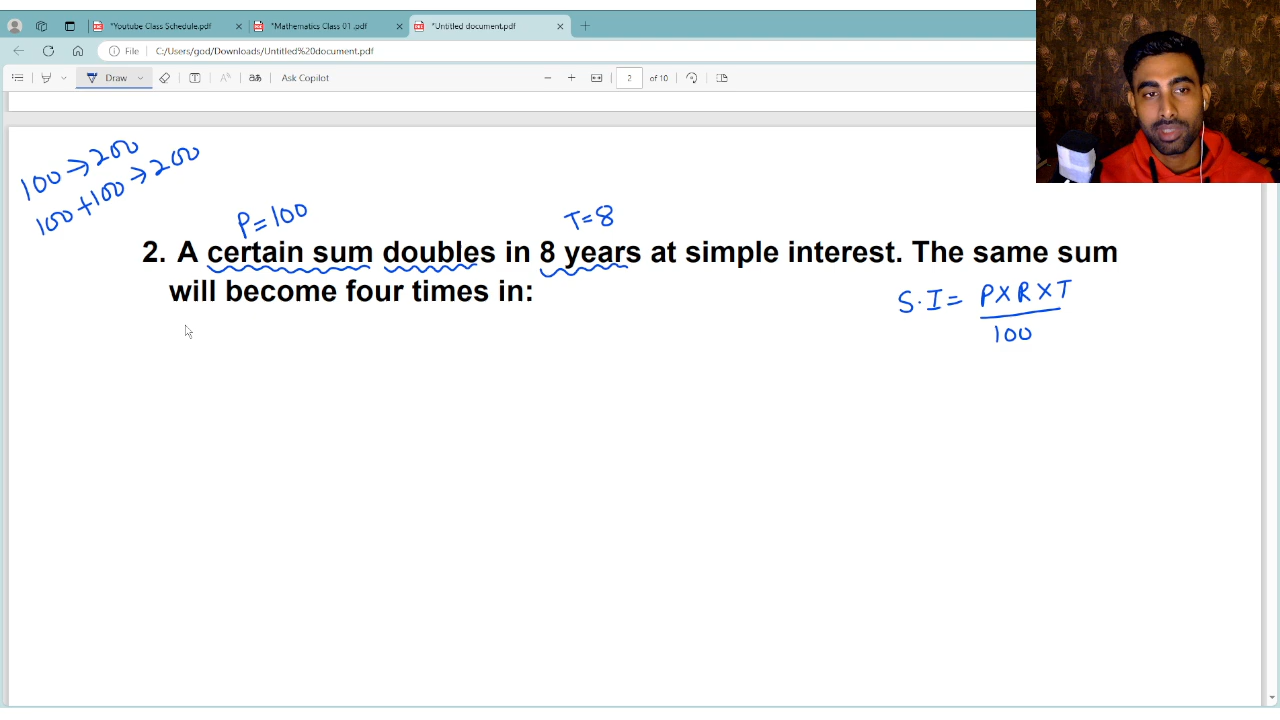 *Youtube Class Schedule.pdf
*Mathematics Class 01 .pdf
*Untitled document.pdf
File
C:/Users/god/Downloads/Untitled%20document.pdf
Draw
Ask Copilot
2 of 10
100→200
100+100→200
P=100
T=8
2. A certain sum doubles in 8 years at simple interest. The same sum
will become four times in:
S.I= PXRXT
100